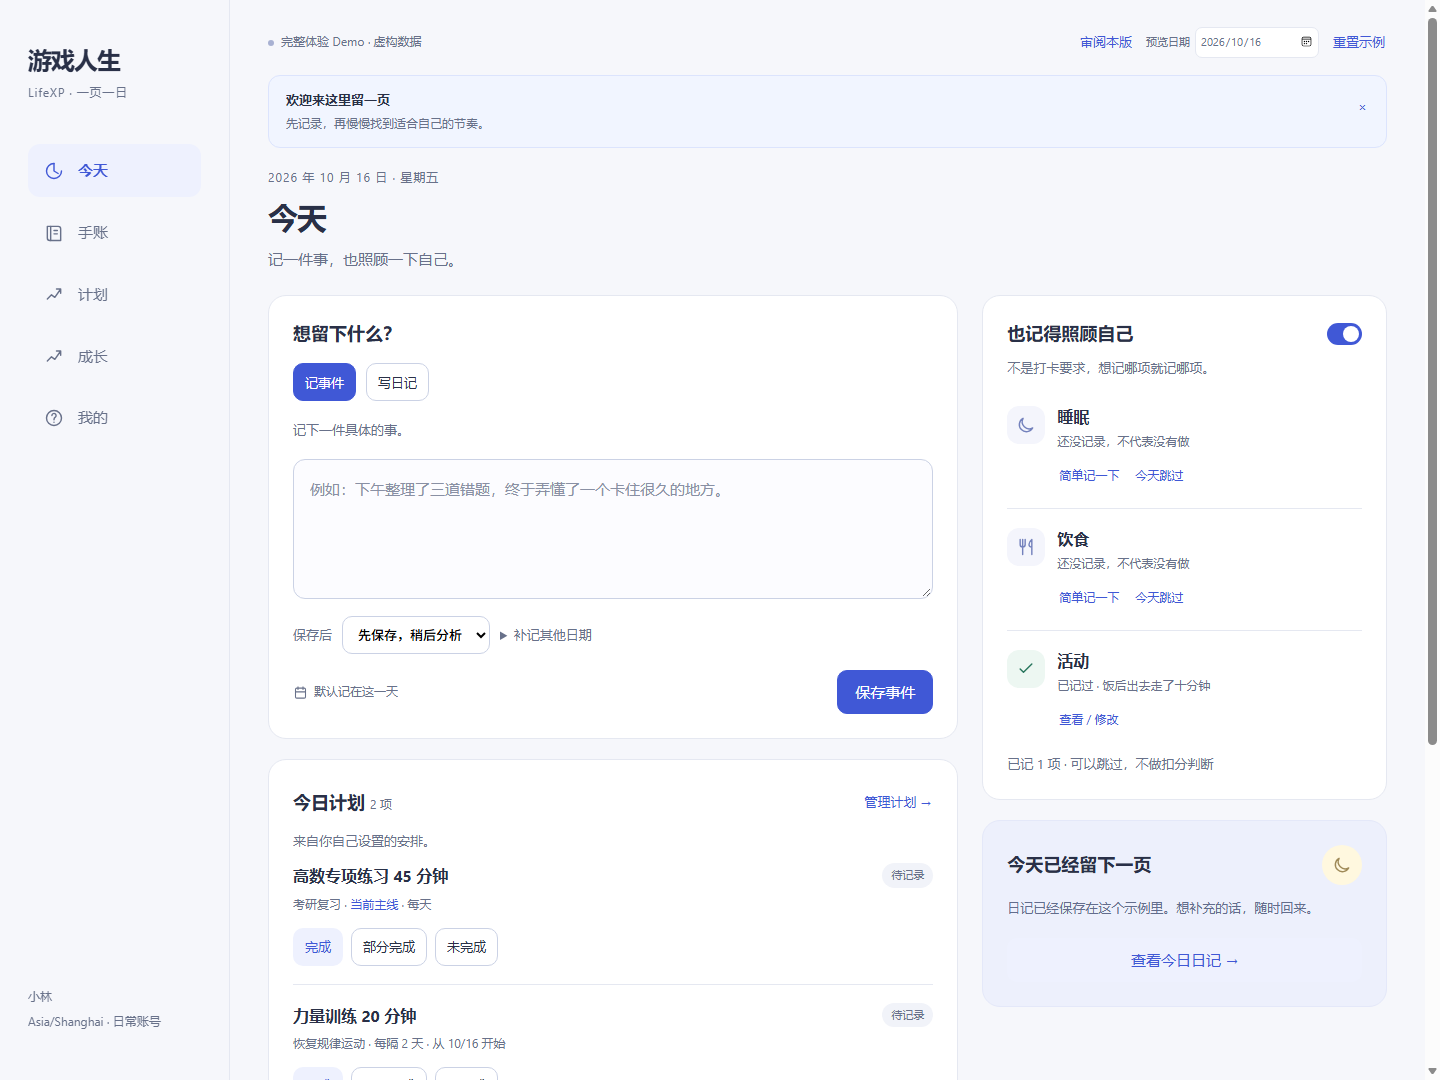 游戏人生
LifeXP · 一页一日
今天
手账
计划
成长
我的
小林
Asia/Shanghai · 日常账号
完整体验 Demo · 虚构数据
审阅本版
预览日期
2026/10/16
重置示例
欢迎来这里留一页
先记录，再慢慢找到适合自己的节奏。
×
2026 年 10 月 16 日 · 星期五
今天
记一件事，也照顾一下自己。
想留下什么？
记事件
写日记
记下一件具体的事。
例如：下午整理了三道错题，终于弄懂了一个卡住很久的地方。
保存后
先保存，稍后分析
补记其他日期
默认记在这一天
保存事件
今日计划 2 项
管理计划 →
来自你自己设置的安排。
高数专项练习 45 分钟
待记录
考研复习 · 当前主线 · 每天
完成
部分完成
未完成
力量训练 20 分钟
待记录
恢复规律运动 · 每隔 2 天 · 从 10/16 开始
也记得照顾自己
不是打卡要求，想记哪项就记哪项。
睡眠
还没记录，不代表没有做
简单记一下
今天跳过
饮食
还没记录，不代表没有做
简单记一下
今天跳过
活动
已记过 · 饭后出去走了十分钟
查看 / 修改
已记 1 项 · 可以跳过，不做扣分判断
今天已经留下一页
日记已经保存在这个示例里。想补充的话，随时回来。
查看今日日记 →